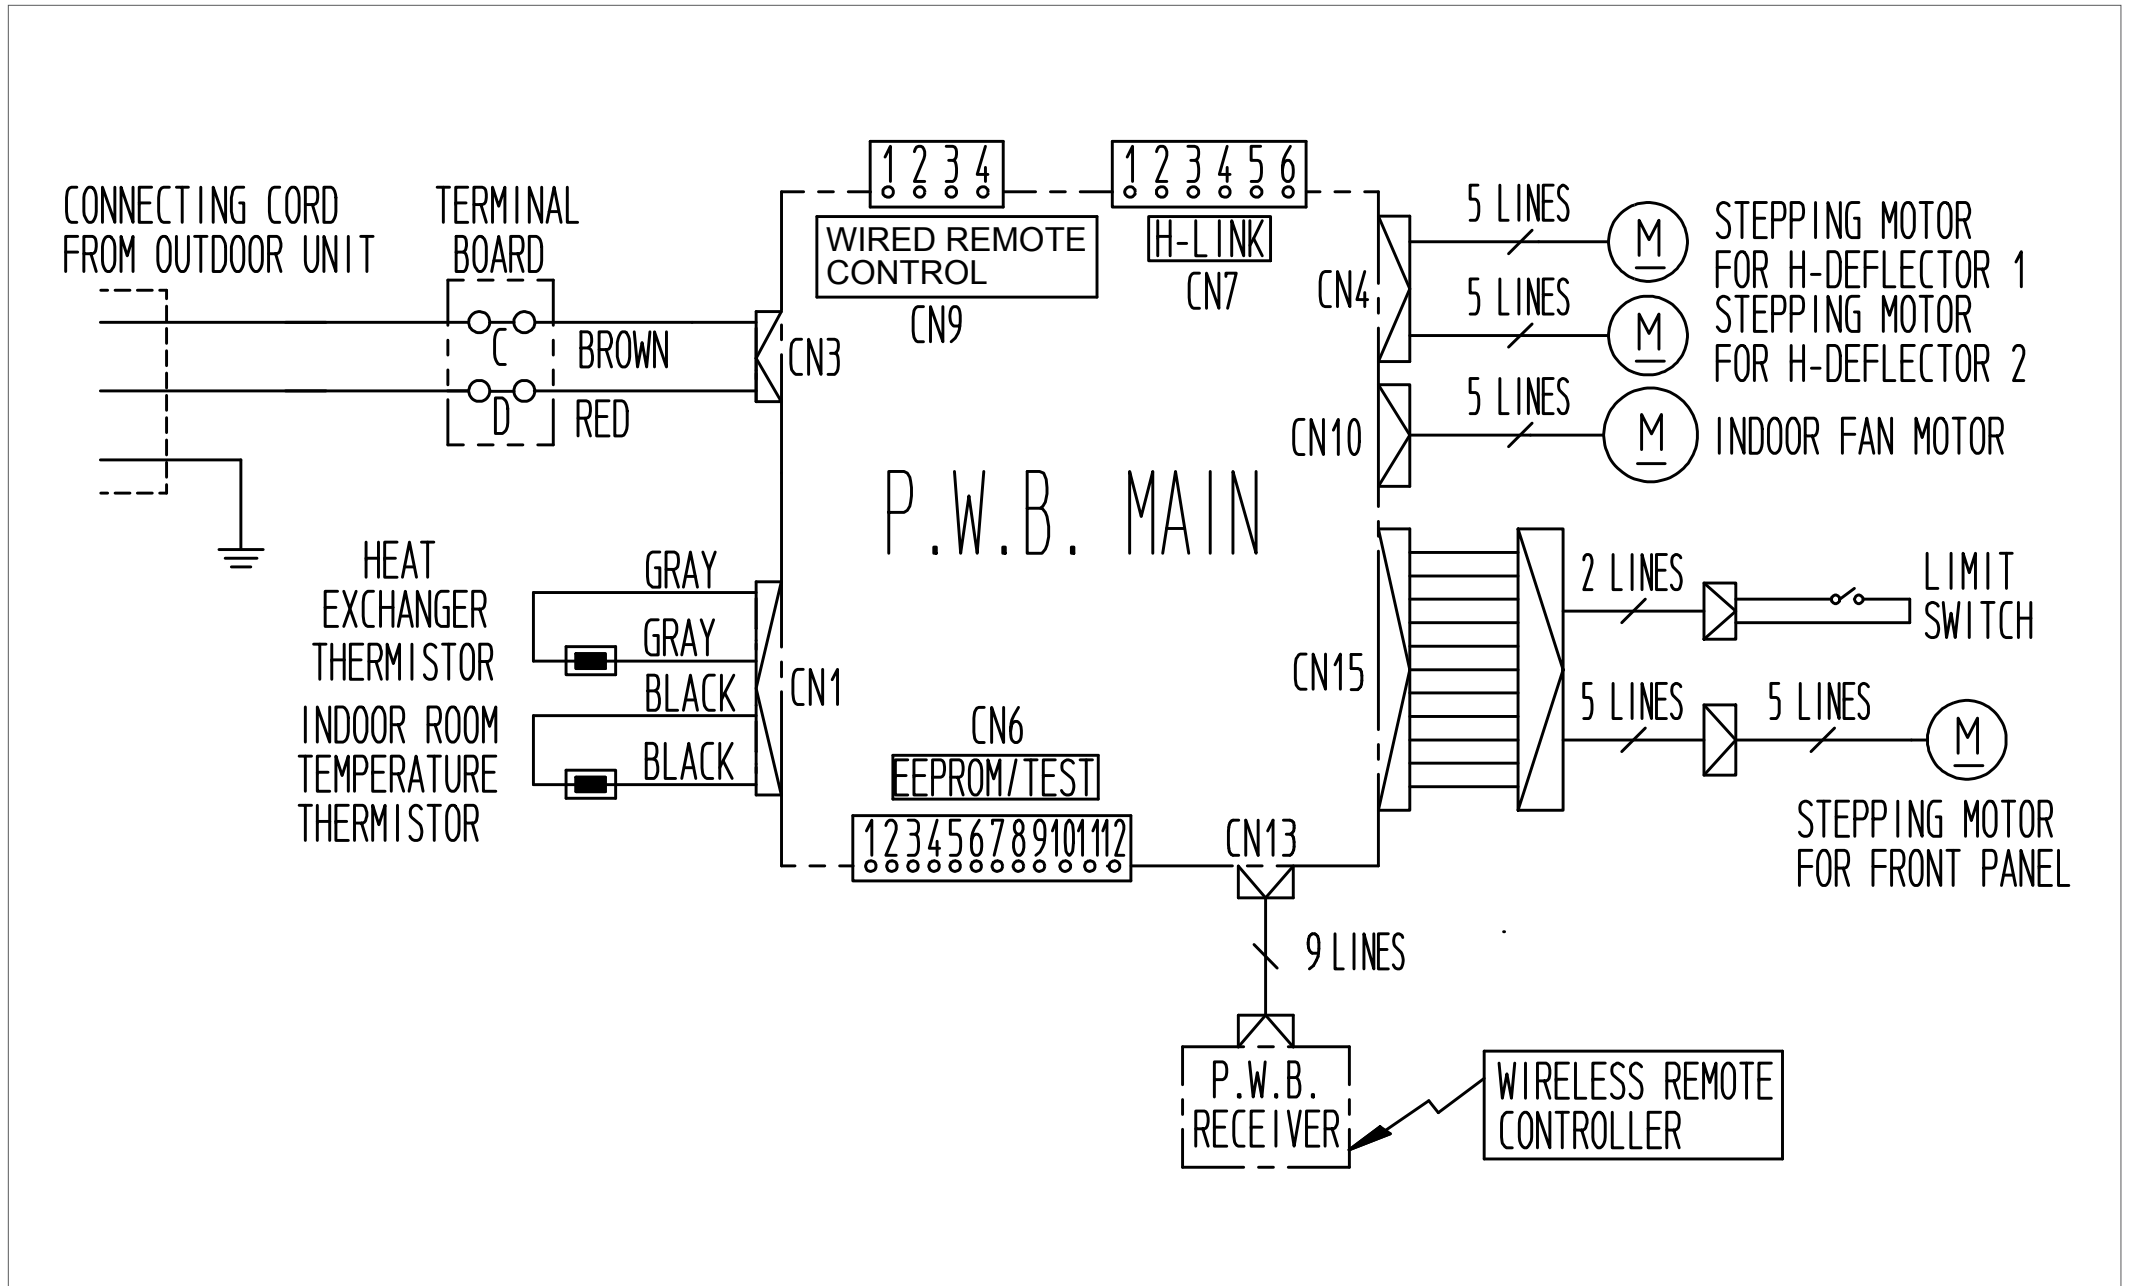 1 2 3 4
1 2 3 4 5 6
CONNECTING CORD
FROM OUTDOOR UNIT
TERMINAL
BOARD
WIRED REMOTE
CONTROL
CN9
H-LINK
CN7
CN4
5 LINES
STEPPING MOTOR
FOR H-DEFLECTOR 1
M
5 LINES
STEPPING MOTOR
FOR H-DEFLECTOR 2
M
C
BROWN
CN3
D
RED
CN10
5 LINES
M
INDOOR FAN MOTOR
P.W.B. MAIN
HEAT
EXCHANGER
THERMISTOR
GRAY
GRAY
BLACK
BLACK
CN1
INDOOR ROOM
TEMPERATURE
THERMISTOR
CN15
2 LINES
LIMIT
SWITCH
5 LINES
5 LINES
M
STEPPING MOTOR
FOR FRONT PANEL
CN6
EEPROM/TEST
1 2 3 4 5 6 7 8 9 10 11 12
CN13
9 LINES
P.W.B.
RECEIVER
WIRELESS REMOTE
CONTROLLER